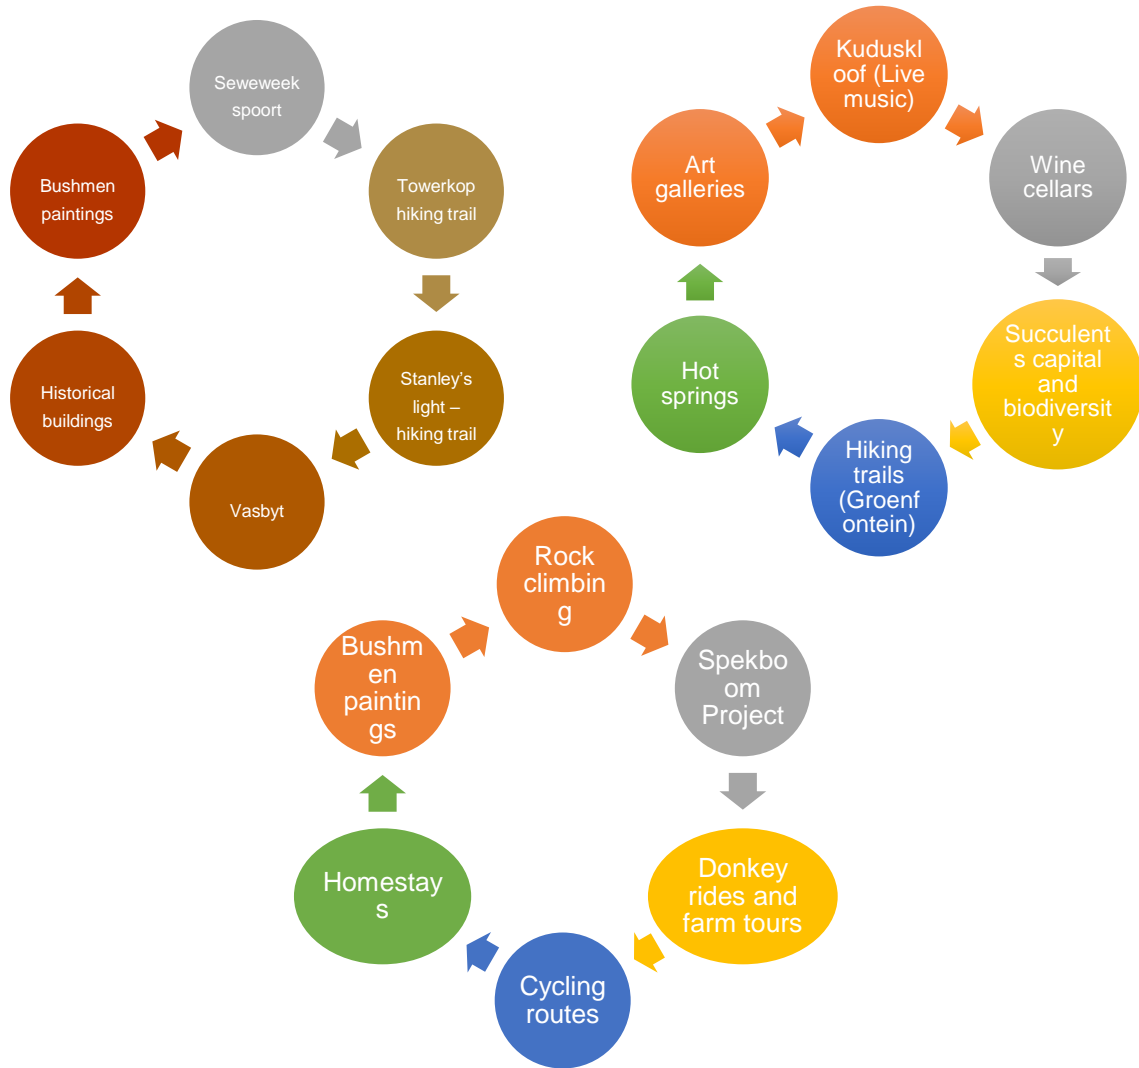 Seweweek
spoort
Towerkop
hiking trail
Stanley's
light –
hiking trail
Vasbyt
Historical
buildings
Bushmen
paintings
Kuduskl
oof (Live
music)
Wine
cellars
Succulent
s capital
and
biodiversit
y
Hiking
trails
(Groenf
ontein)
Hot
springs
Art
galleries
Rock
climbin
g
Spekbo
om
Project
Donkey
rides and
farm tours
Cycling
routes
Homestay
s
Bushm
en
paintin
gs